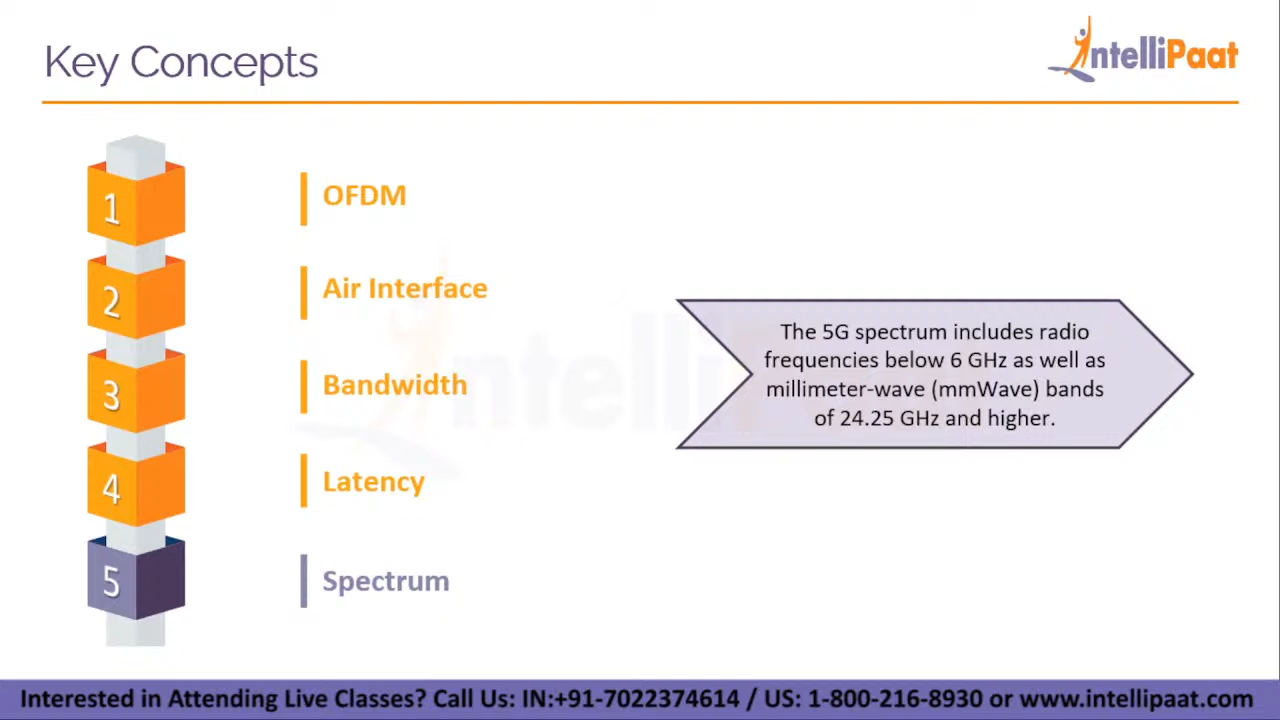 Key Concepts
IntelliPaat
1
OFDM
2
Air Interface
3
Bandwidth
4
Latency
5
Spectrum
The 5G spectrum includes radio
frequencies below 6 GHz as well as
millimeter-wave (mmWave) bands
of 24.25 GHz and higher.
Interested in Attending Live Classes? Call Us: IN:+91-7022374614 / US: 1-800-216-8930 or www.intellipaat.com